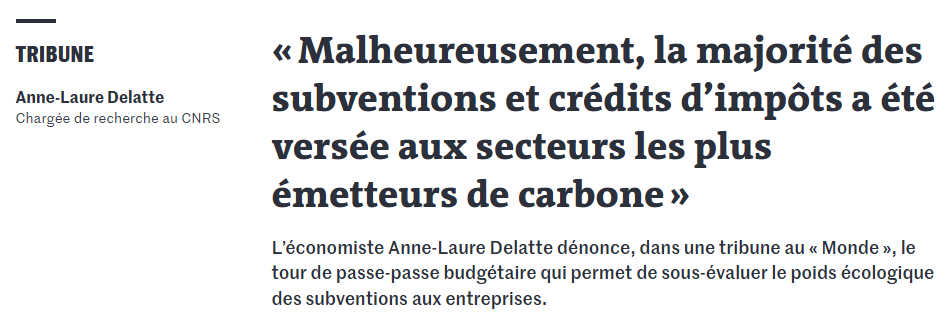 TRIBUNE
Anne-Laure Delatte
Chargée de recherche au CNRS
« Malheureusement, la majorité des
subventions et crédits d’impôts a été
versée aux secteurs les plus
émetteurs de carbone »
L’économiste Anne-Laure Delatte dénonce, dans une tribune au « Monde », le
tour de passe-passe budgétaire qui permet de sous-évaluer le poids écologique
des subventions aux entreprises.